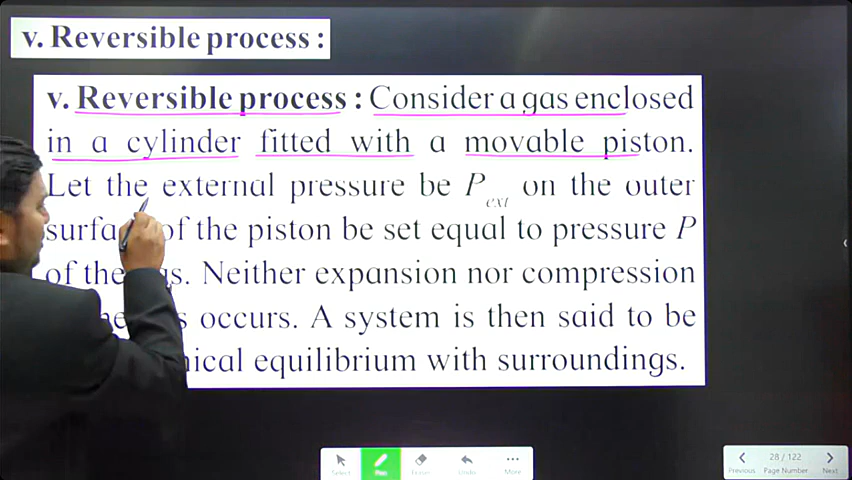 v. Reversible process :
v. Reversible process : Consider a gas enclosed
in a cylinder fitted with a movable piston.
Let the external pressure be P ext on the outer
surfa of the piston be set equal to pressure P
of the s. Neither expansion nor compression
occurs. A system is then said to be
nical equilibrium with surroundings.
Select Pen Eraser Undo More
28 / 122
Previous Page Number Next